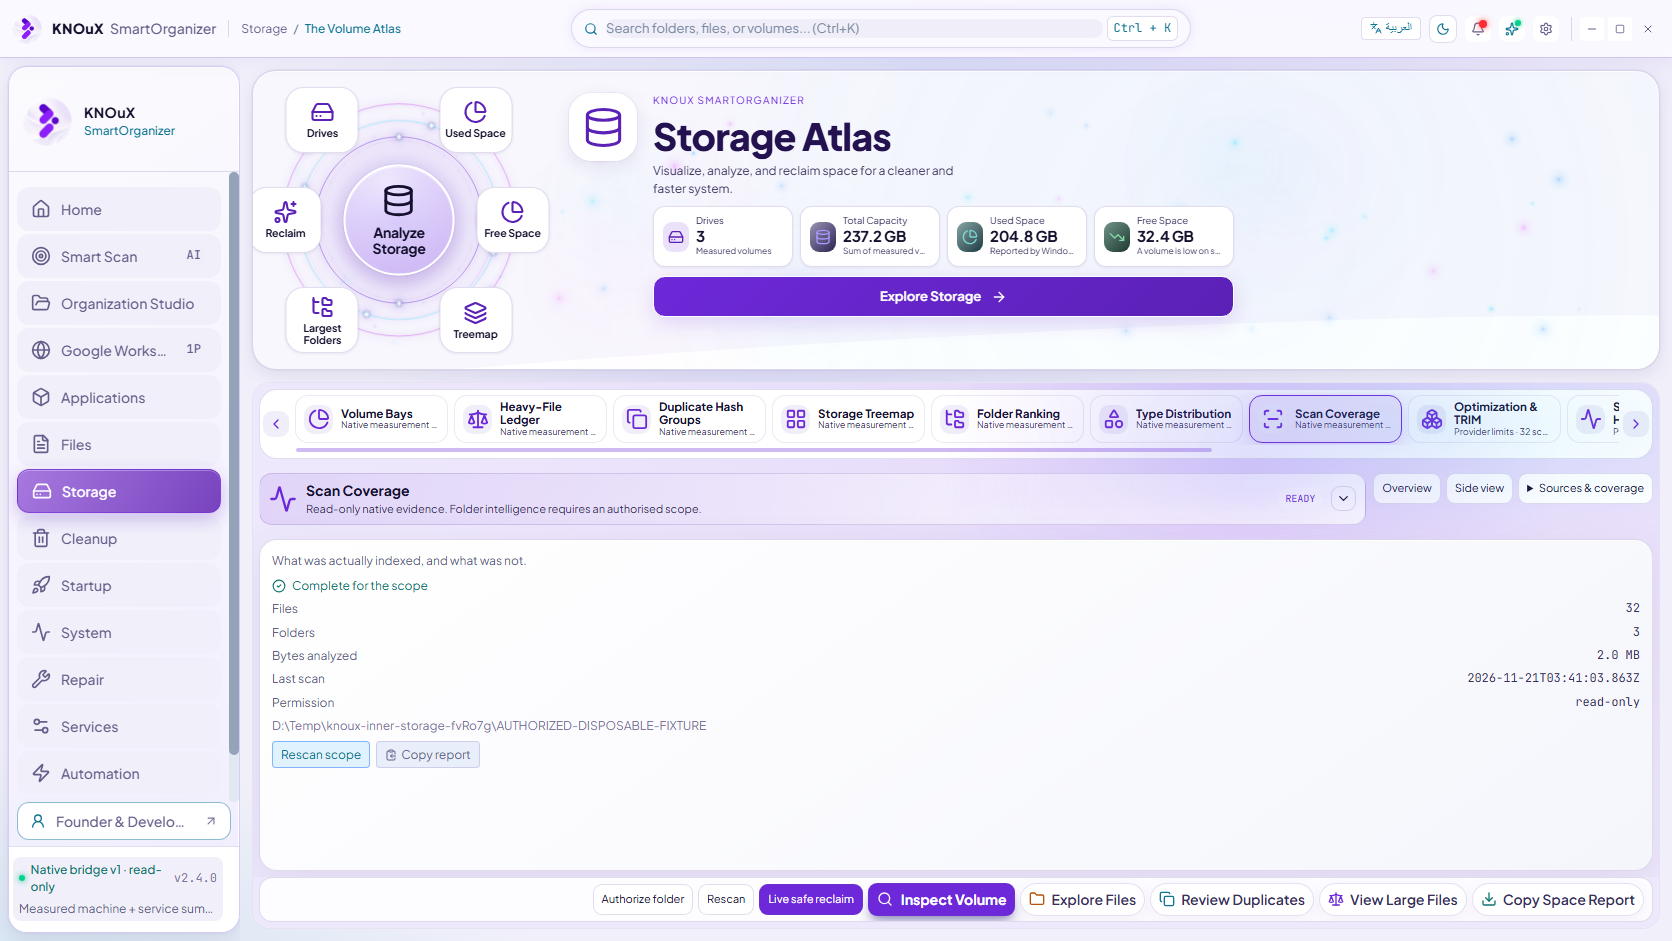 KNOuX SmartOrganizer
Storage / The Volume Atlas
Search folders, files, or volumes... (Ctrl+K)
Ctrl + K
العربية
KNOuX
SmartOrganizer
Home
Smart Scan AI
Organization Studio
Google Works... 1P
Applications
Files
Storage
Cleanup
Startup
System
Repair
Services
Automation
Founder & Develo...
Native bridge v1 · read-
only
v2.4.0
Measured machine + service sum...
Drives
Used Space
Reclaim
Analyze
Storage
Free Space
Largest
Folders
Treemap
KNOUX SMARTORGANIZER
Storage Atlas
Visualize, analyze, and reclaim space for a cleaner and
faster system.
Drives
3
Measured volumes
Total Capacity
237.2 GB
Sum of measured v...
Used Space
204.8 GB
Reported by Windo...
Free Space
32.4 GB
A volume is low on s...
Explore Storage
Volume Bays
Native measurement ...
Heavy-File
Ledger
Native measurement ...
Duplicate Hash
Groups
Native measurement ...
Storage Treemap
Native measurement ...
Folder Ranking
Native measurement ...
Type Distribution
Native measurement ...
Scan Coverage
Native measurement ...
Optimization &
TRIM
Provider limits · 32 sc...
Scan Coverage
Read-only native evidence. Folder intelligence requires an authorised scope.
READY
Overview
Side view
Sources & coverage
What was actually indexed, and what was not.
Complete for the scope
Files 32
Folders 3
Bytes analyzed 2.0 MB
Last scan 2026-11-21T03:41:03.863Z
Permission read-only
D:\Temp\knoux-inner-storage-fvRo7g\AUTHORIZED-DISPOSABLE-FIXTURE
Rescan scope
Copy report
Authorize folder
Rescan
Live safe reclaim
Inspect Volume
Explore Files
Review Duplicates
View Large Files
Copy Space Report